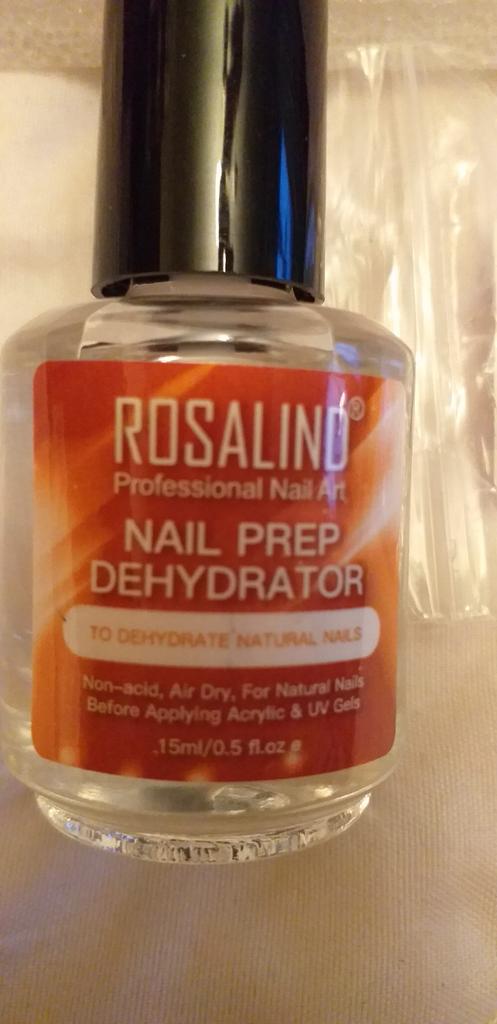 ROSALIND®
Professional Nail Art
NAIL PREP
DEHYDRATOR
TO DEHYDRATE NATURAL NAILS
Non-acid, Air Dry, For Natural Nails
Before Applying Acrylic & UV Gels
.15ml/0.5 fl.oz e